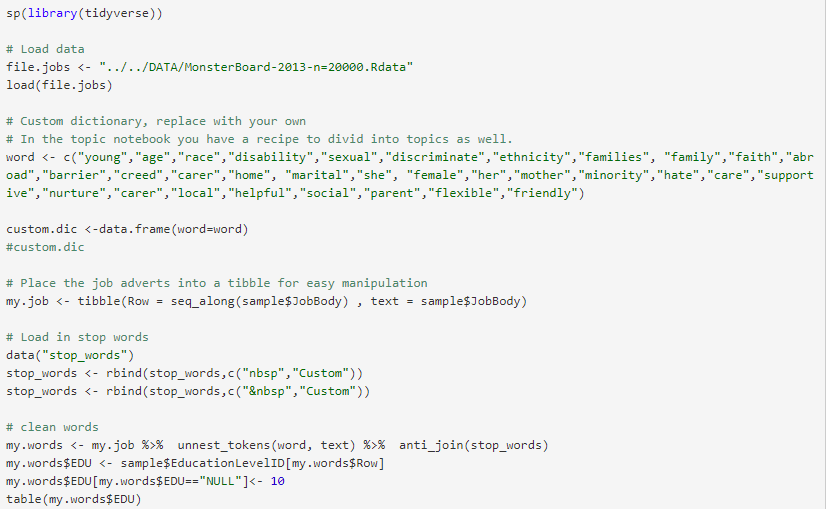 sp(library(tidyverse))
# Load data
file.jobs <- "../../DATA/MonsterBoard-2013-n=20000.Rdata"
load(file.jobs)
# Custom dictionary, replace with your own
# In the topic notebook you have a recipe to divid into topics as well.
word <- c("young","age","race","disability","sexual","discriminate","ethnicity","families", "family","faith","abr
oad","barrier","creed","carer","home", "marital","she", "female","her","mother","minority","hate","care","support
ive","nurture","carer","local","helpful","social","parent","flexible","friendly")
custom.dic <-data.frame(word=word)
#custom.dic
# Place the job adverts into a tibble for easy manipulation
my.job <- tibble(Row = seq_along(sample$JobBody) , text = sample$JobBody)
# Load in stop words
data("stop_words")
stop_words <- rbind(stop_words,c("nbsp","Custom"))
stop_words <- rbind(stop_words,c("&nbsp","Custom"))
# clean words
my.words <- my.job %>%  unnest_tokens(word, text) %>%  anti_join(stop_words)
my.words$EDU <- sample$EducationLevelID[my.words$Row]
my.words$EDU[my.words$EDU=="NULL"]<- 10
table(my.words$EDU)